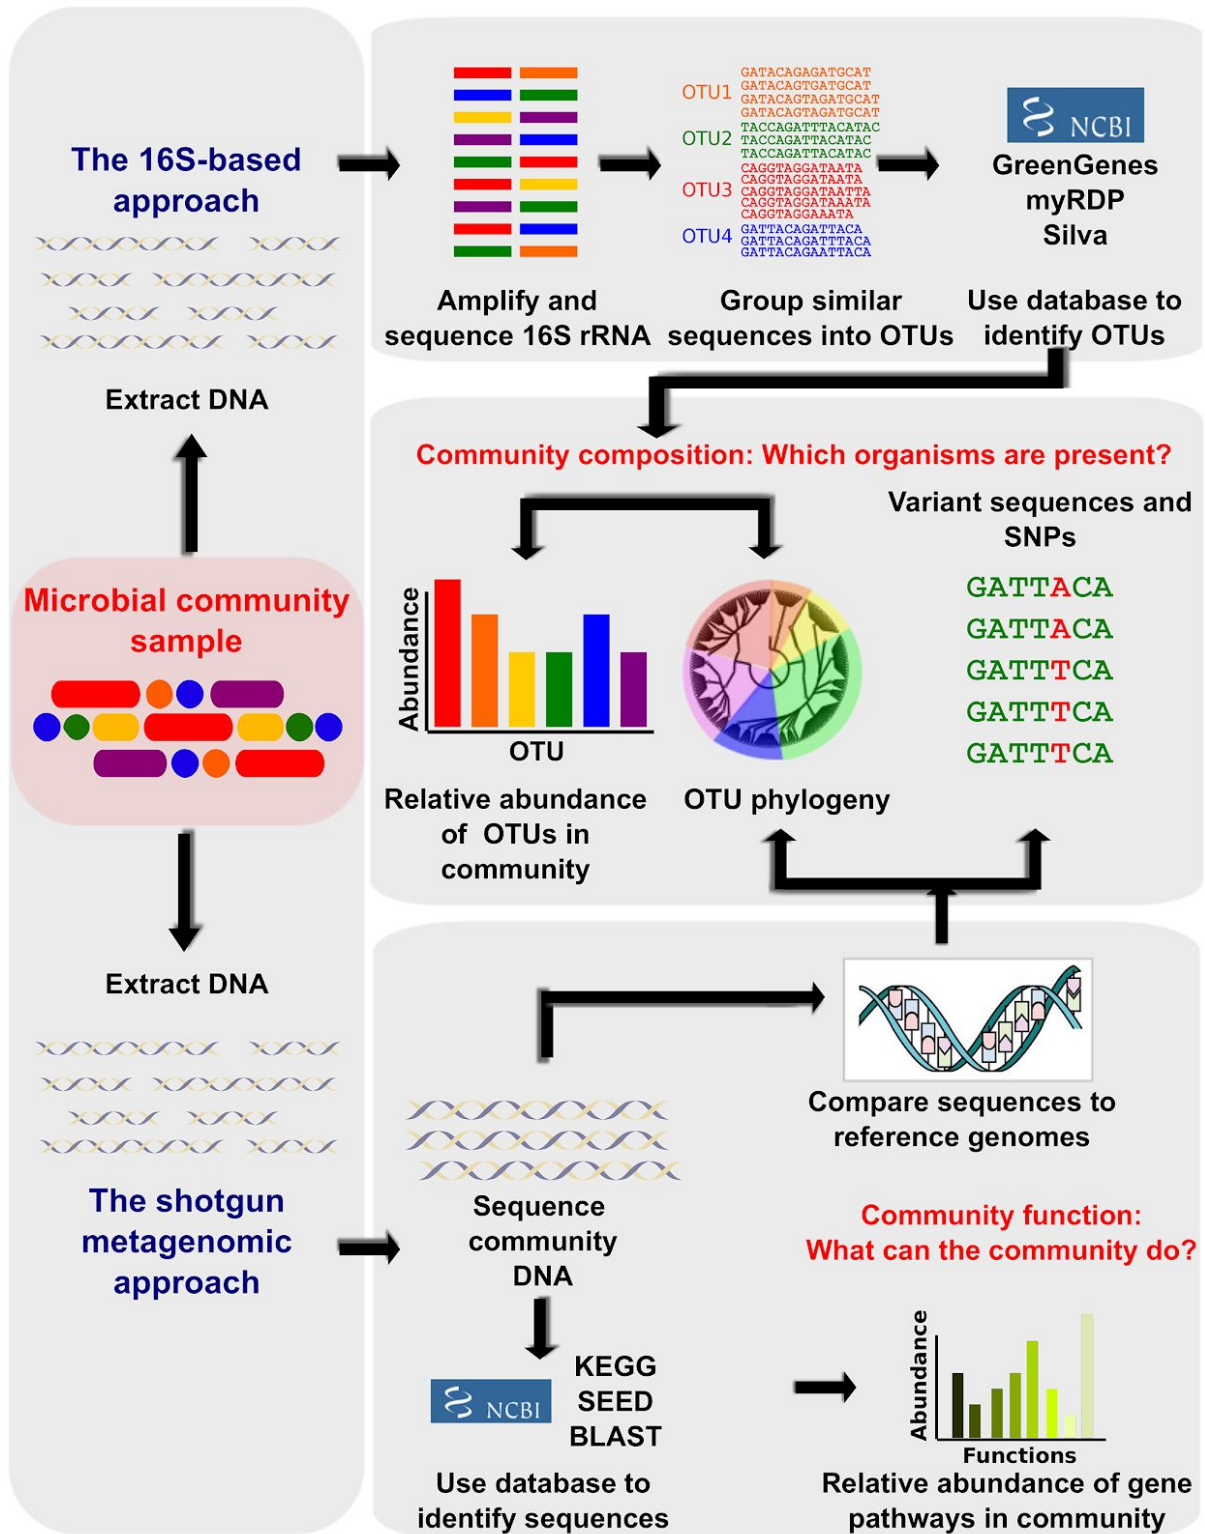 The 16S-based
approach
Extract DNA
Microbial community
sample
Extract DNA
The shotgun
metagenomic
approach
Amplify and
sequence 16S rRNA
OTU1
GATACAGAGATGCAT
GATACAGTGATGCAT
GATACAGTAGATGCAT
GATACAGTAGATGCAT
OTU2
TACCAGATTTACATAC
TACCAGATTACATAC
TACCAGATTACATAC
OTU3
CAGGTAGGATAATA
CAGGTAGGATAATA
CAGGTAGGATAATTA
CAGGTAGGATAAATA
CAGGTAGGAAATA
OTU4
GATTACAGATTACA
GATTACAGATTTACA
GATTACAGAATTACA
Group similar
sequences into OTUs
NCBI
GreenGenes
myRDP
Silva
Use database to
identify OTUs
Community composition: Which organisms are present?
Abundance
OTU
Relative abundance
of OTUs in
community
OTU phylogeny
Variant sequences and
SNPs
GATTACA
GATTACA
GATTTCA
GATTTCA
GATTTCA
Sequence
community
DNA
Compare sequences to
reference genomes
NCBI
KEGG
SEED
BLAST
Use database to
identify sequences
Community function:
What can the community do?
Abundance
Functions
Relative abundance of gene
pathways in community